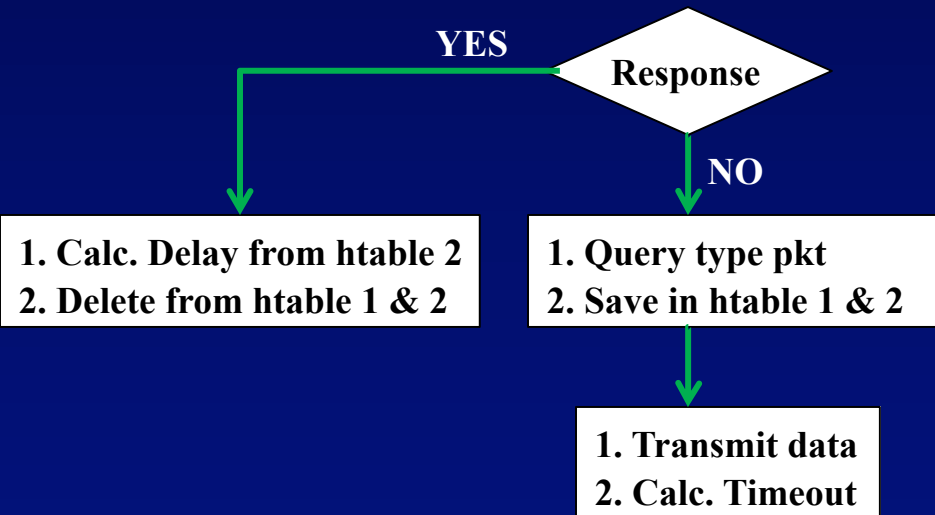 YES
Response
NO
1. Calc. Delay from htable 2
2. Delete from htable 1 & 2
1. Query type pkt
2. Save in htable 1 & 2
1. Transmit data
2. Calc. Timeout